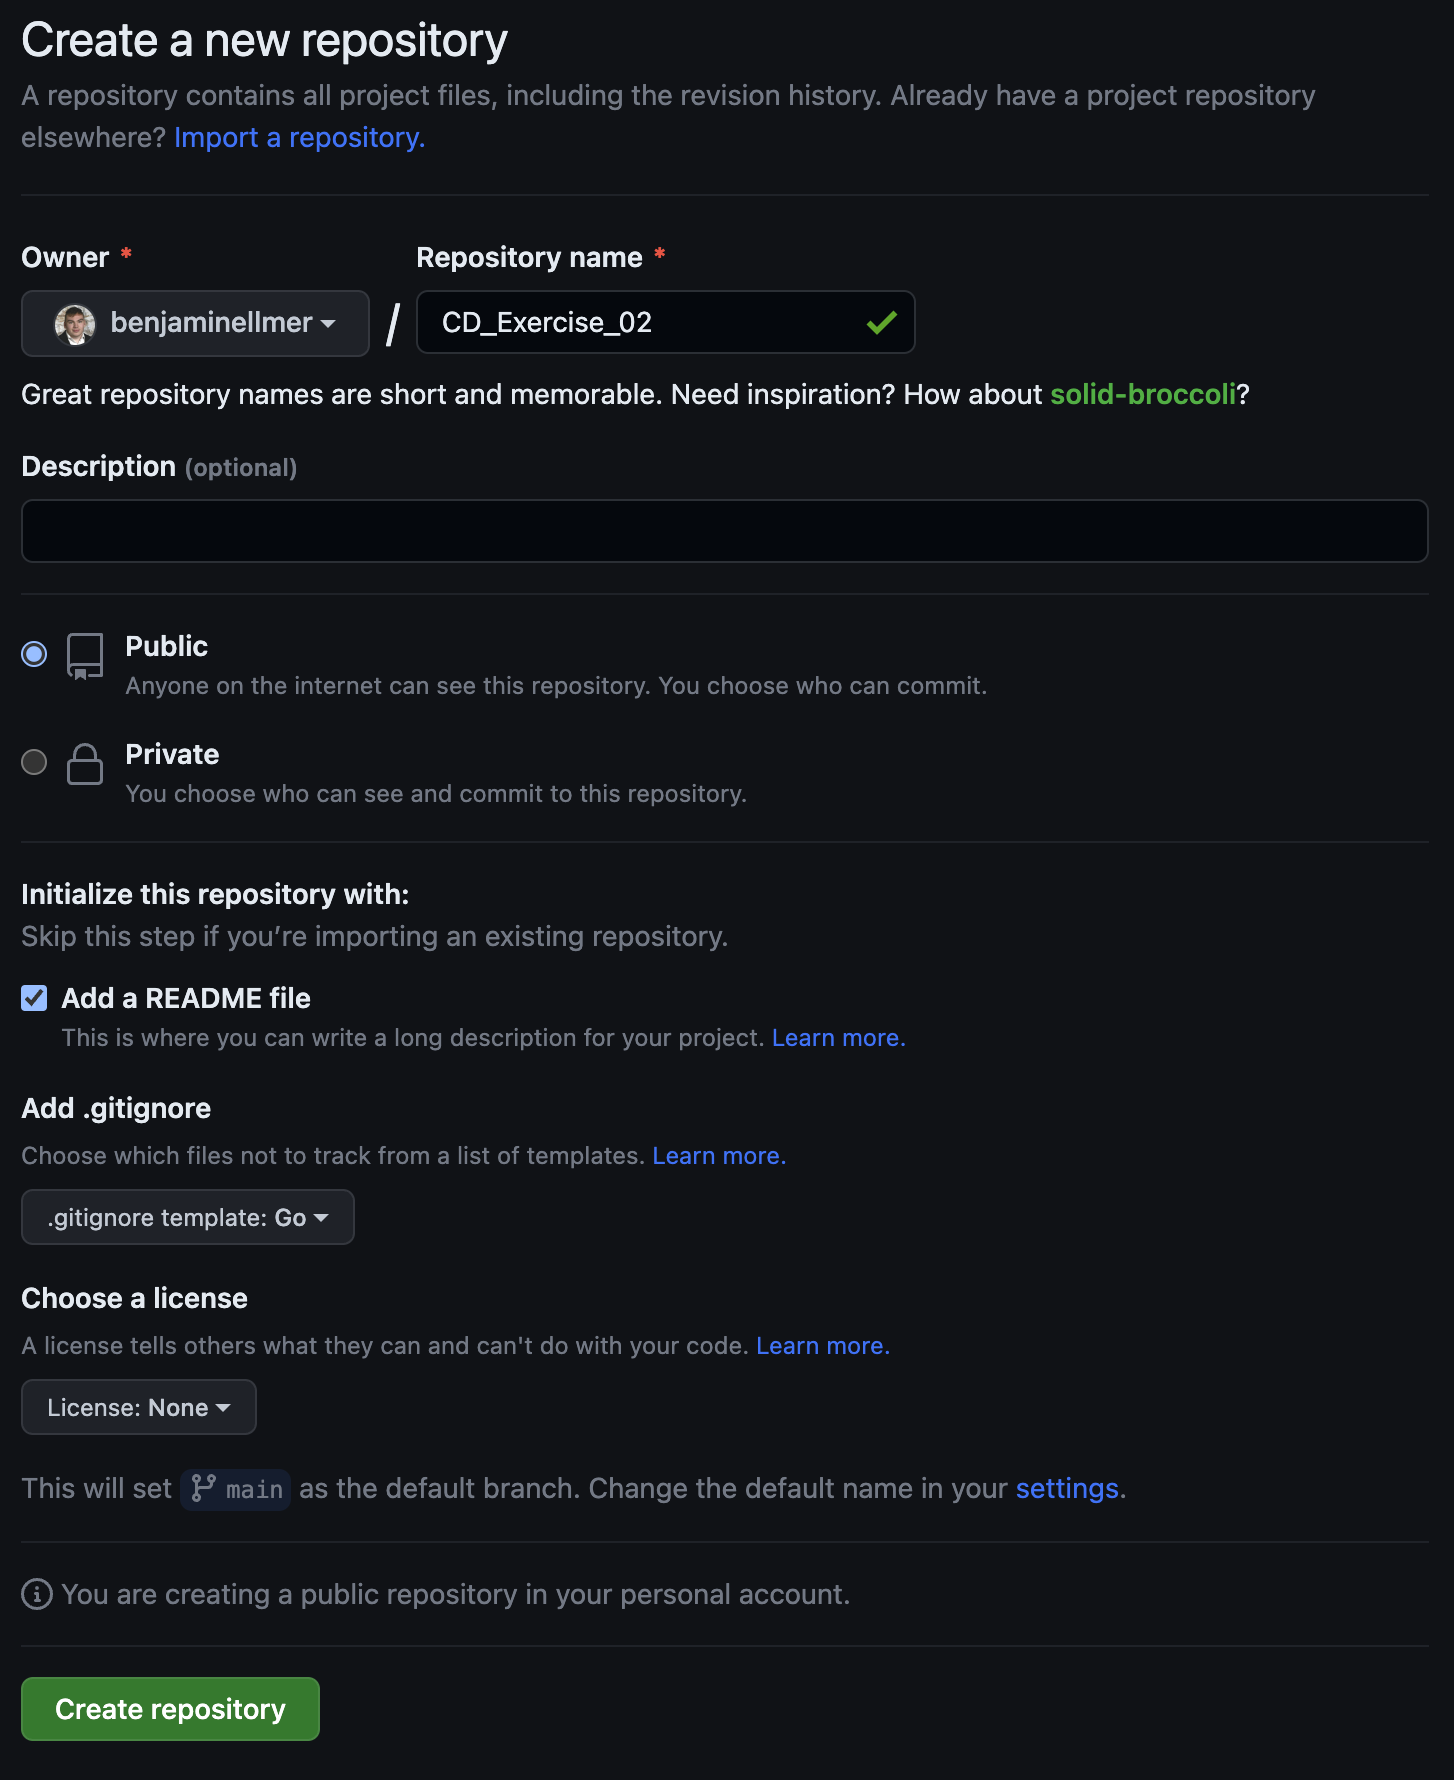 Create a new repository
A repository contains all project files, including the revision history. Already have a project repository
elsewhere? Import a repository.
Owner *
Repository name *
benjaminellmer / CD_Exercise_02
Great repository names are short and memorable. Need inspiration? How about solid-broccoli?
Description (optional)
Public
Anyone on the internet can see this repository. You choose who can commit.
Private
You choose who can see and commit to this repository.
Initialize this repository with:
Skip this step if you’re importing an existing repository.
Add a README file
This is where you can write a long description for your project. Learn more.
Add .gitignore
Choose which files not to track from a list of templates. Learn more.
.gitignore template: Go
Choose a license
A license tells others what they can and can't do with your code. Learn more.
License: None
This will set main as the default branch. Change the default name in your settings.
You are creating a public repository in your personal account.
Create repository